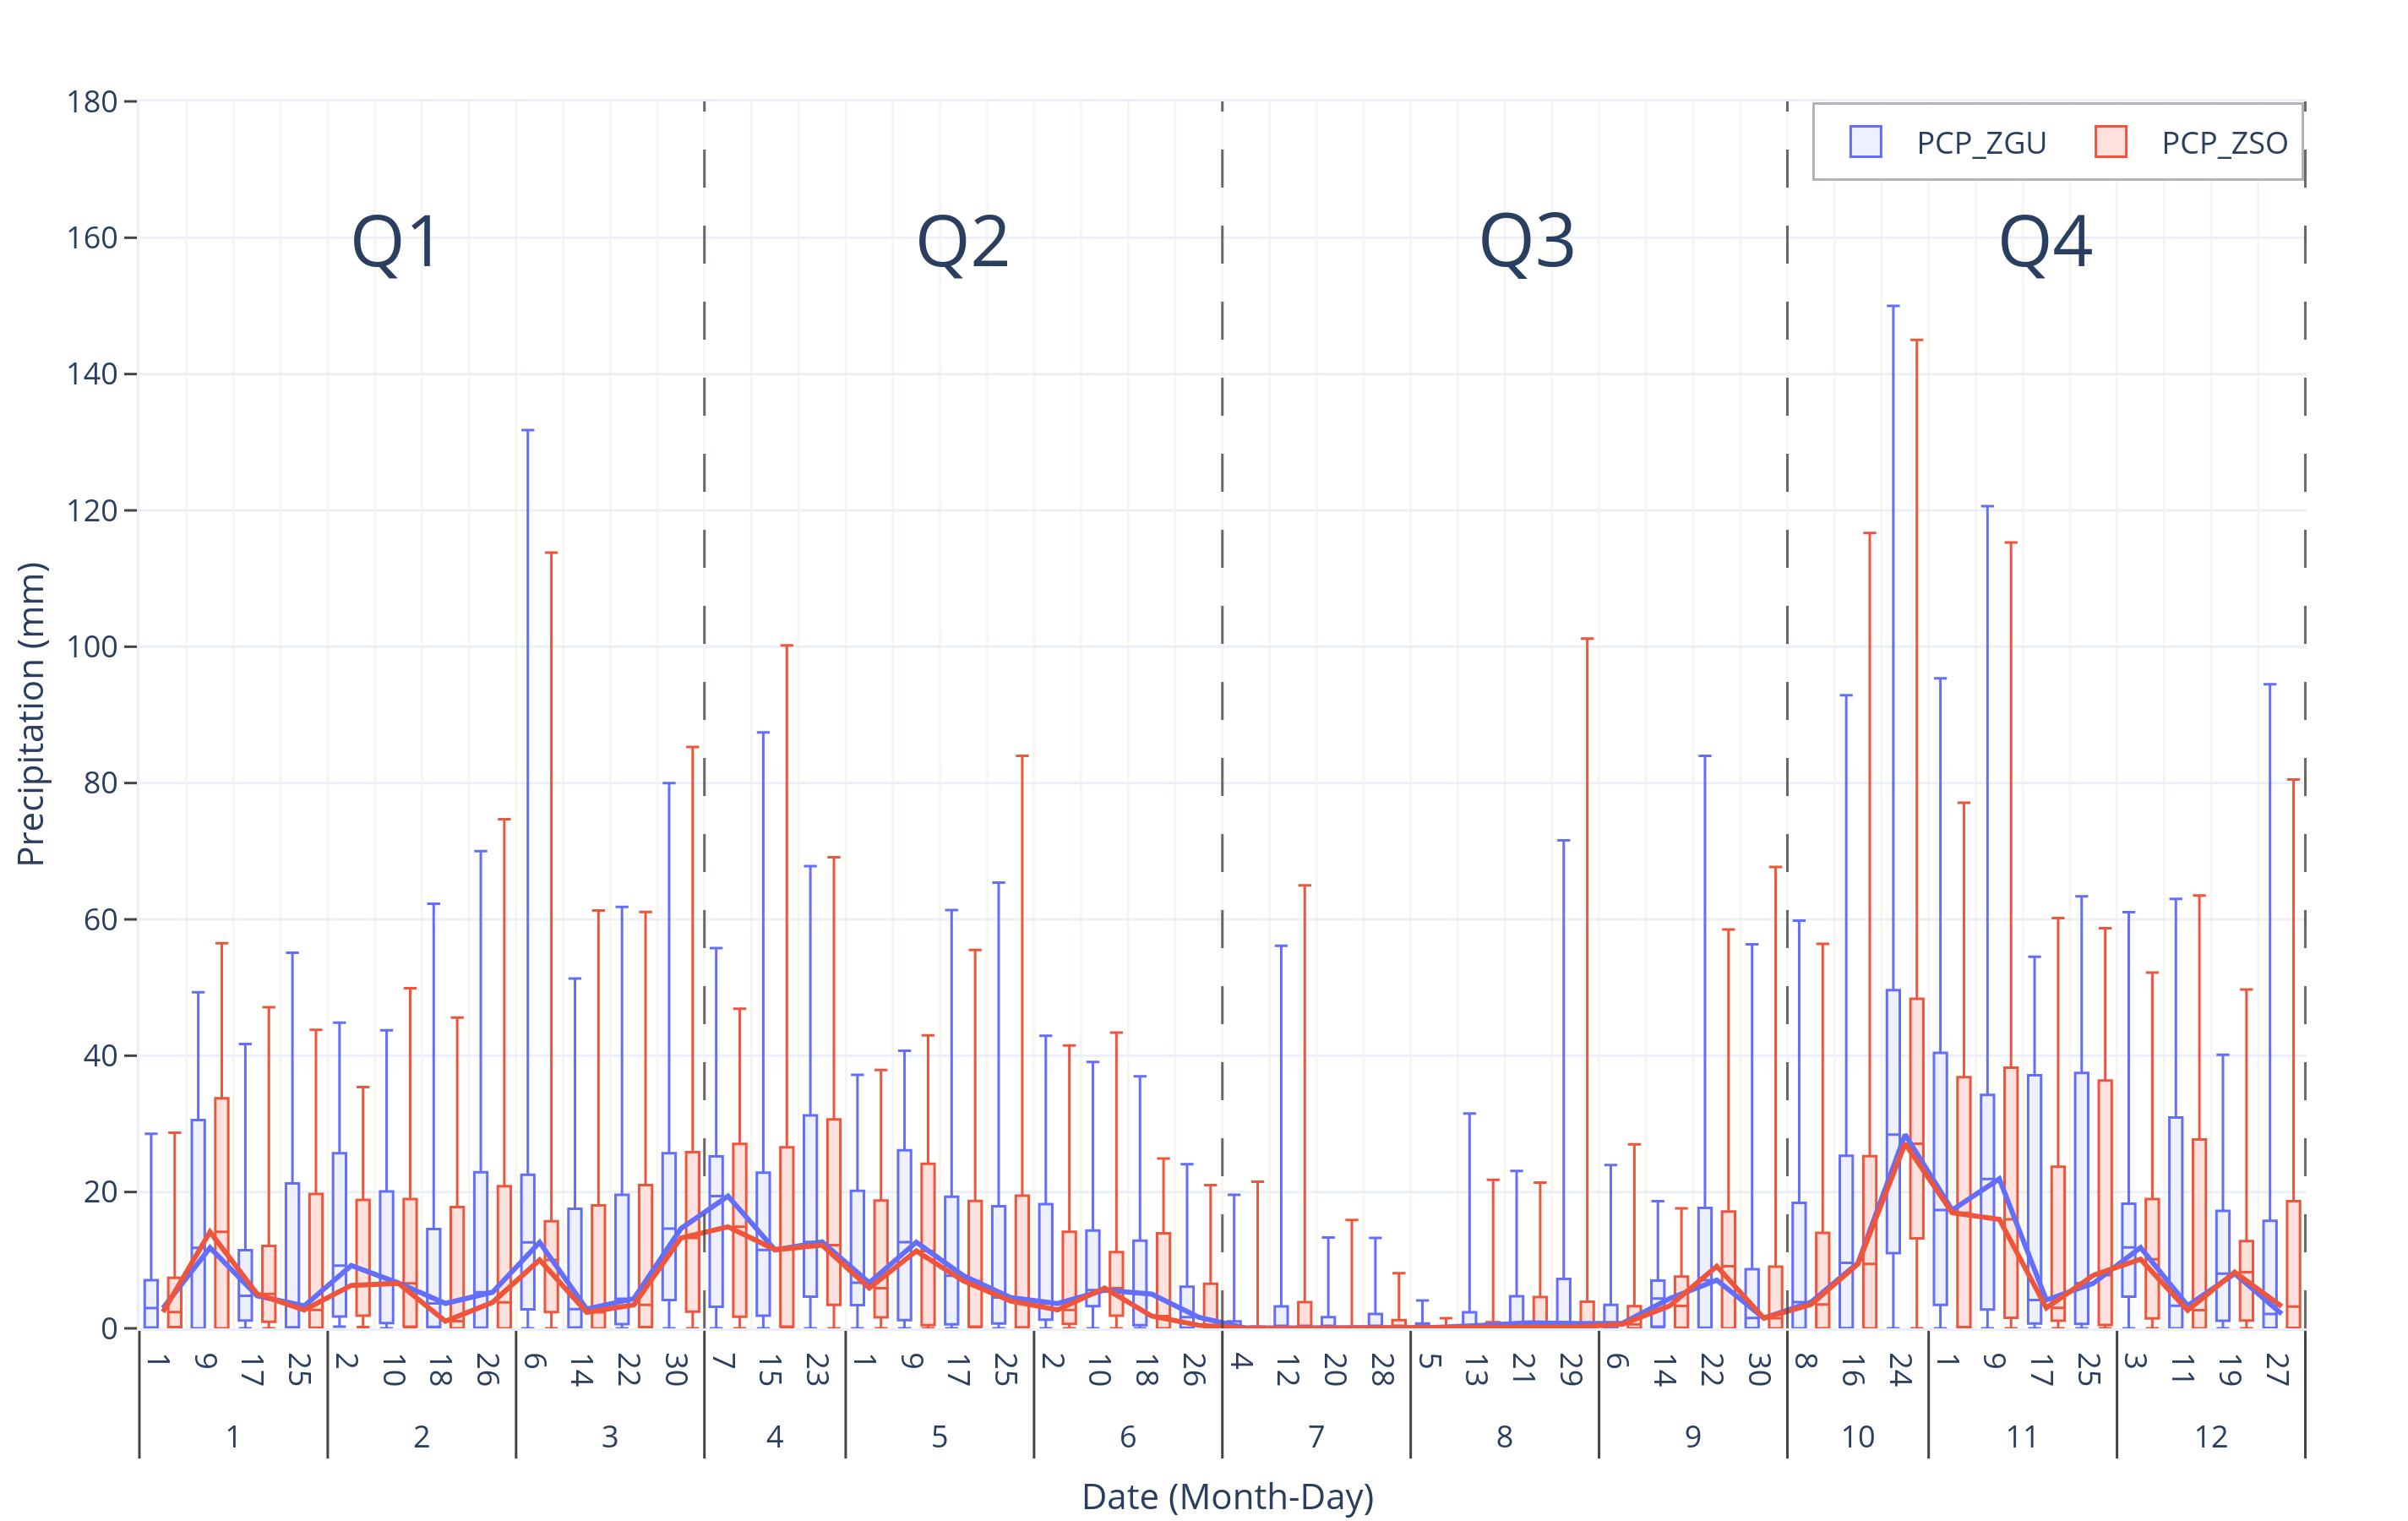 PCP_ZGU PCP_ZSO
Q1 Q2 Q3 Q4
180
160
140
120
100
80
60
40
20
0
Precipitation (mm)
1 9 17 25 2 10 18 26 6 14 22 30 7 15 23 1 9 17 25 2 10 18 26 4 12 20 28 5 13 21 29 6 14 22 30 8 16 24 1 9 17 25 3 11 19 27
1 2 3 4 5 6 7 8 9 10 11 12
Date (Month-Day)